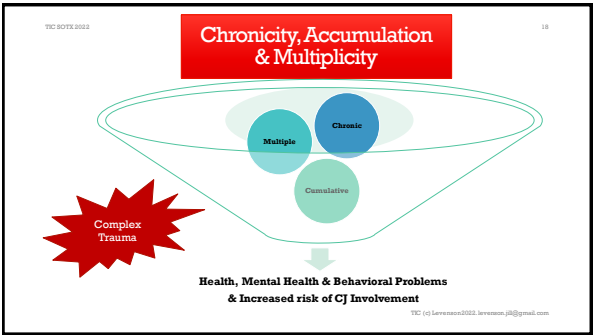 TIC SOTX 2022
18
Chronicity, Accumulation
& Multiplicity
Chronic
Multiple
Cumulative
Complex
Trauma
Health, Mental Health & Behavioral Problems
& Increased risk of CJ Involvement
TIC (c) Levenson2022. levenson.jill@gmail.com